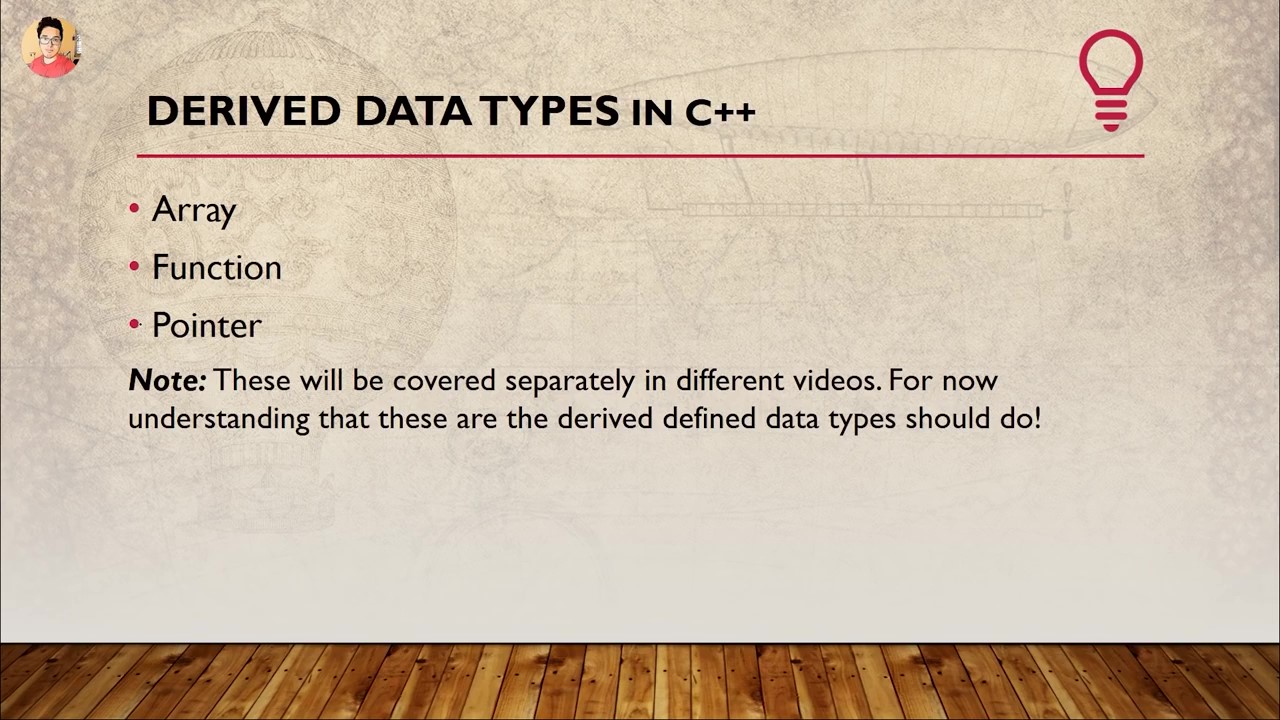 DERIVED DATA TYPES IN C++
• Array
• Function
• Pointer
Note: These will be covered separately in different videos. For now
understanding that these are the derived defined data types should do!